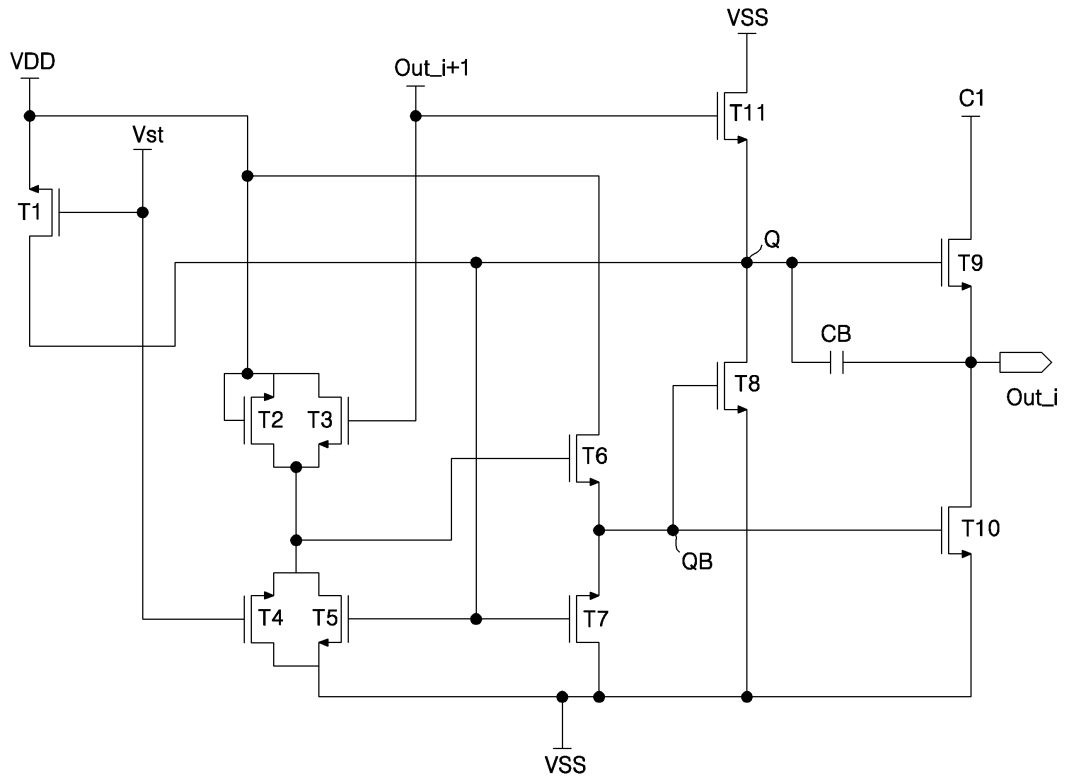 VSS
VDD
Out_i+1
C1
T11
Vst
T1
Q
T9
CB
T8
Out_i
T2
T3
T6
T10
QB
T4
T5
T7
VSS